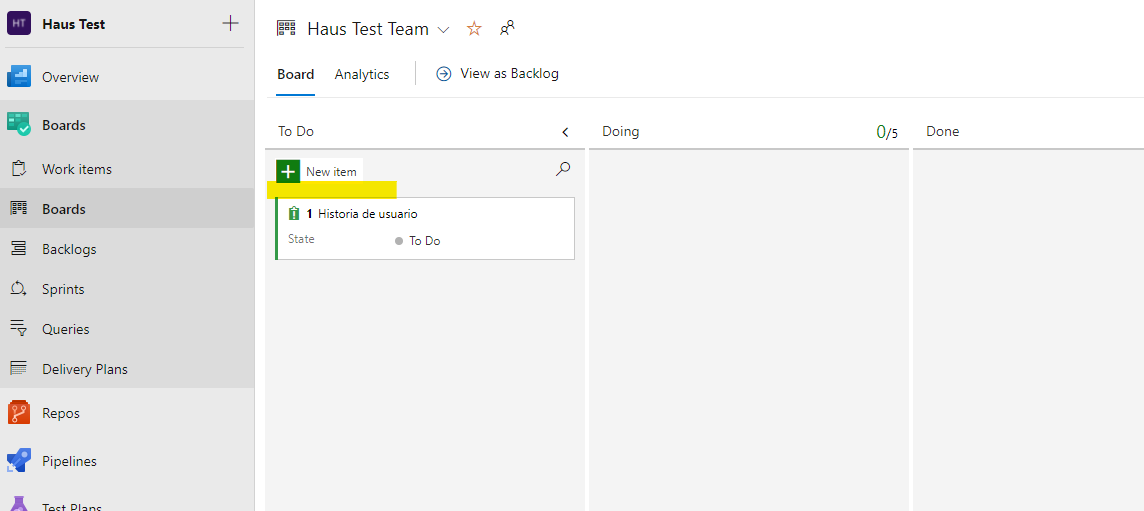 HT Haus Test
Overview
Boards
Work items
Boards
Backlogs
Sprints
Queries
Delivery Plans
Repos
Pipelines
Test Plans
Haus Test Team
Board Analytics View as Backlog
To Do
New item
1 Historia de usuario
State To Do
Doing 0/5
Done